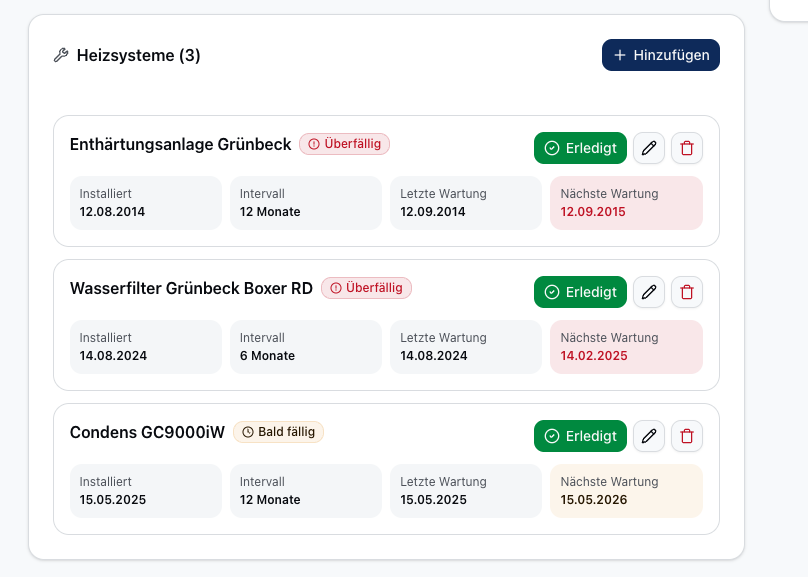 Heizsysteme (3)
Hinzufügen
Enthärtungsanlage Grünbeck
Überfällig
Erledigt
Installiert
12.08.2014
Intervall
12 Monate
Letzte Wartung
12.09.2014
Nächste Wartung
12.09.2015
Wasserfilter Grünbeck Boxer RD
Überfällig
Erledigt
Installiert
14.08.2024
Intervall
6 Monate
Letzte Wartung
14.08.2024
Nächste Wartung
14.02.2025
Condens GC9000iW
Bald fällig
Erledigt
Installiert
15.05.2025
Intervall
12 Monate
Letzte Wartung
15.05.2025
Nächste Wartung
15.05.2026